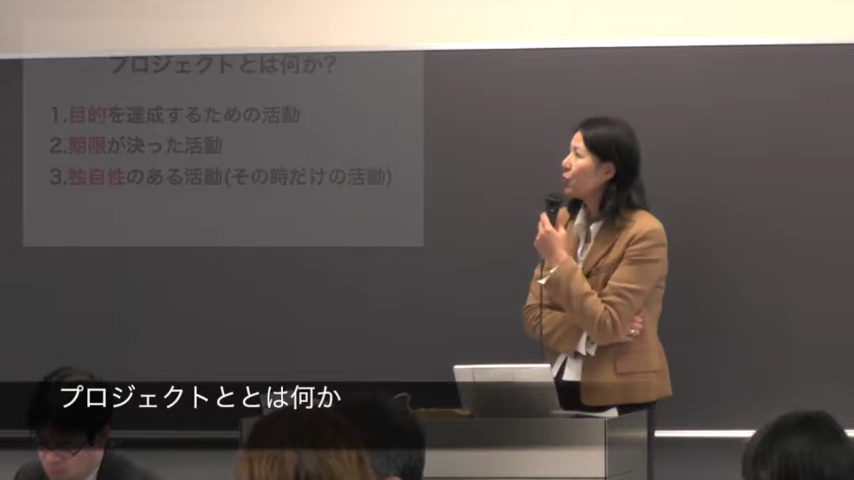 プロジェクトとは何か?
1.目的を達成するための活動
2.期限が決った活動
3.独自性のある活動(その時だけの活動)
プロジェクトととは何か